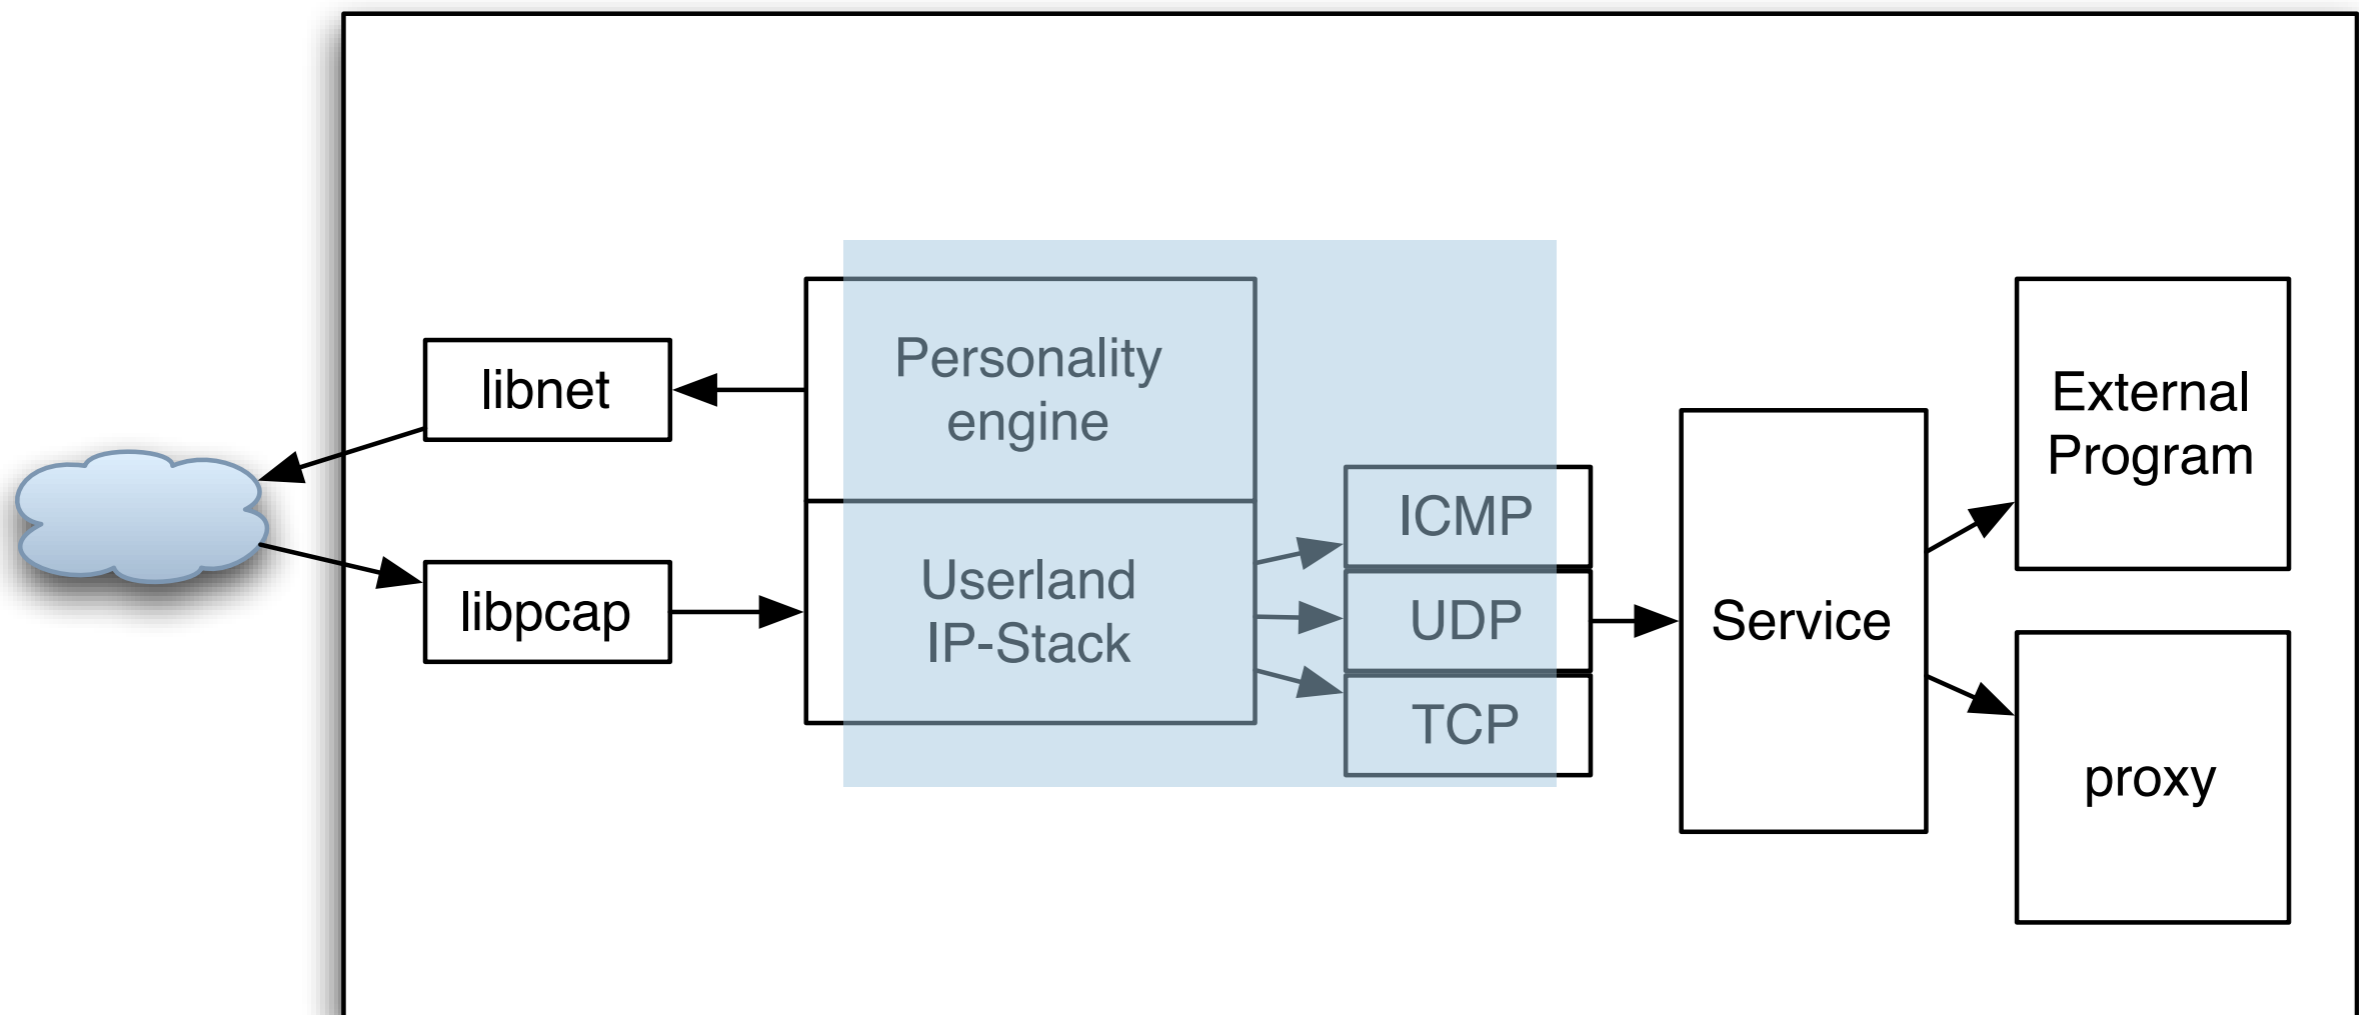 libnet
libpcap
Personality
engine
Userland
IP-Stack
ICMP
UDP
TCP
Service
External
Program
proxy